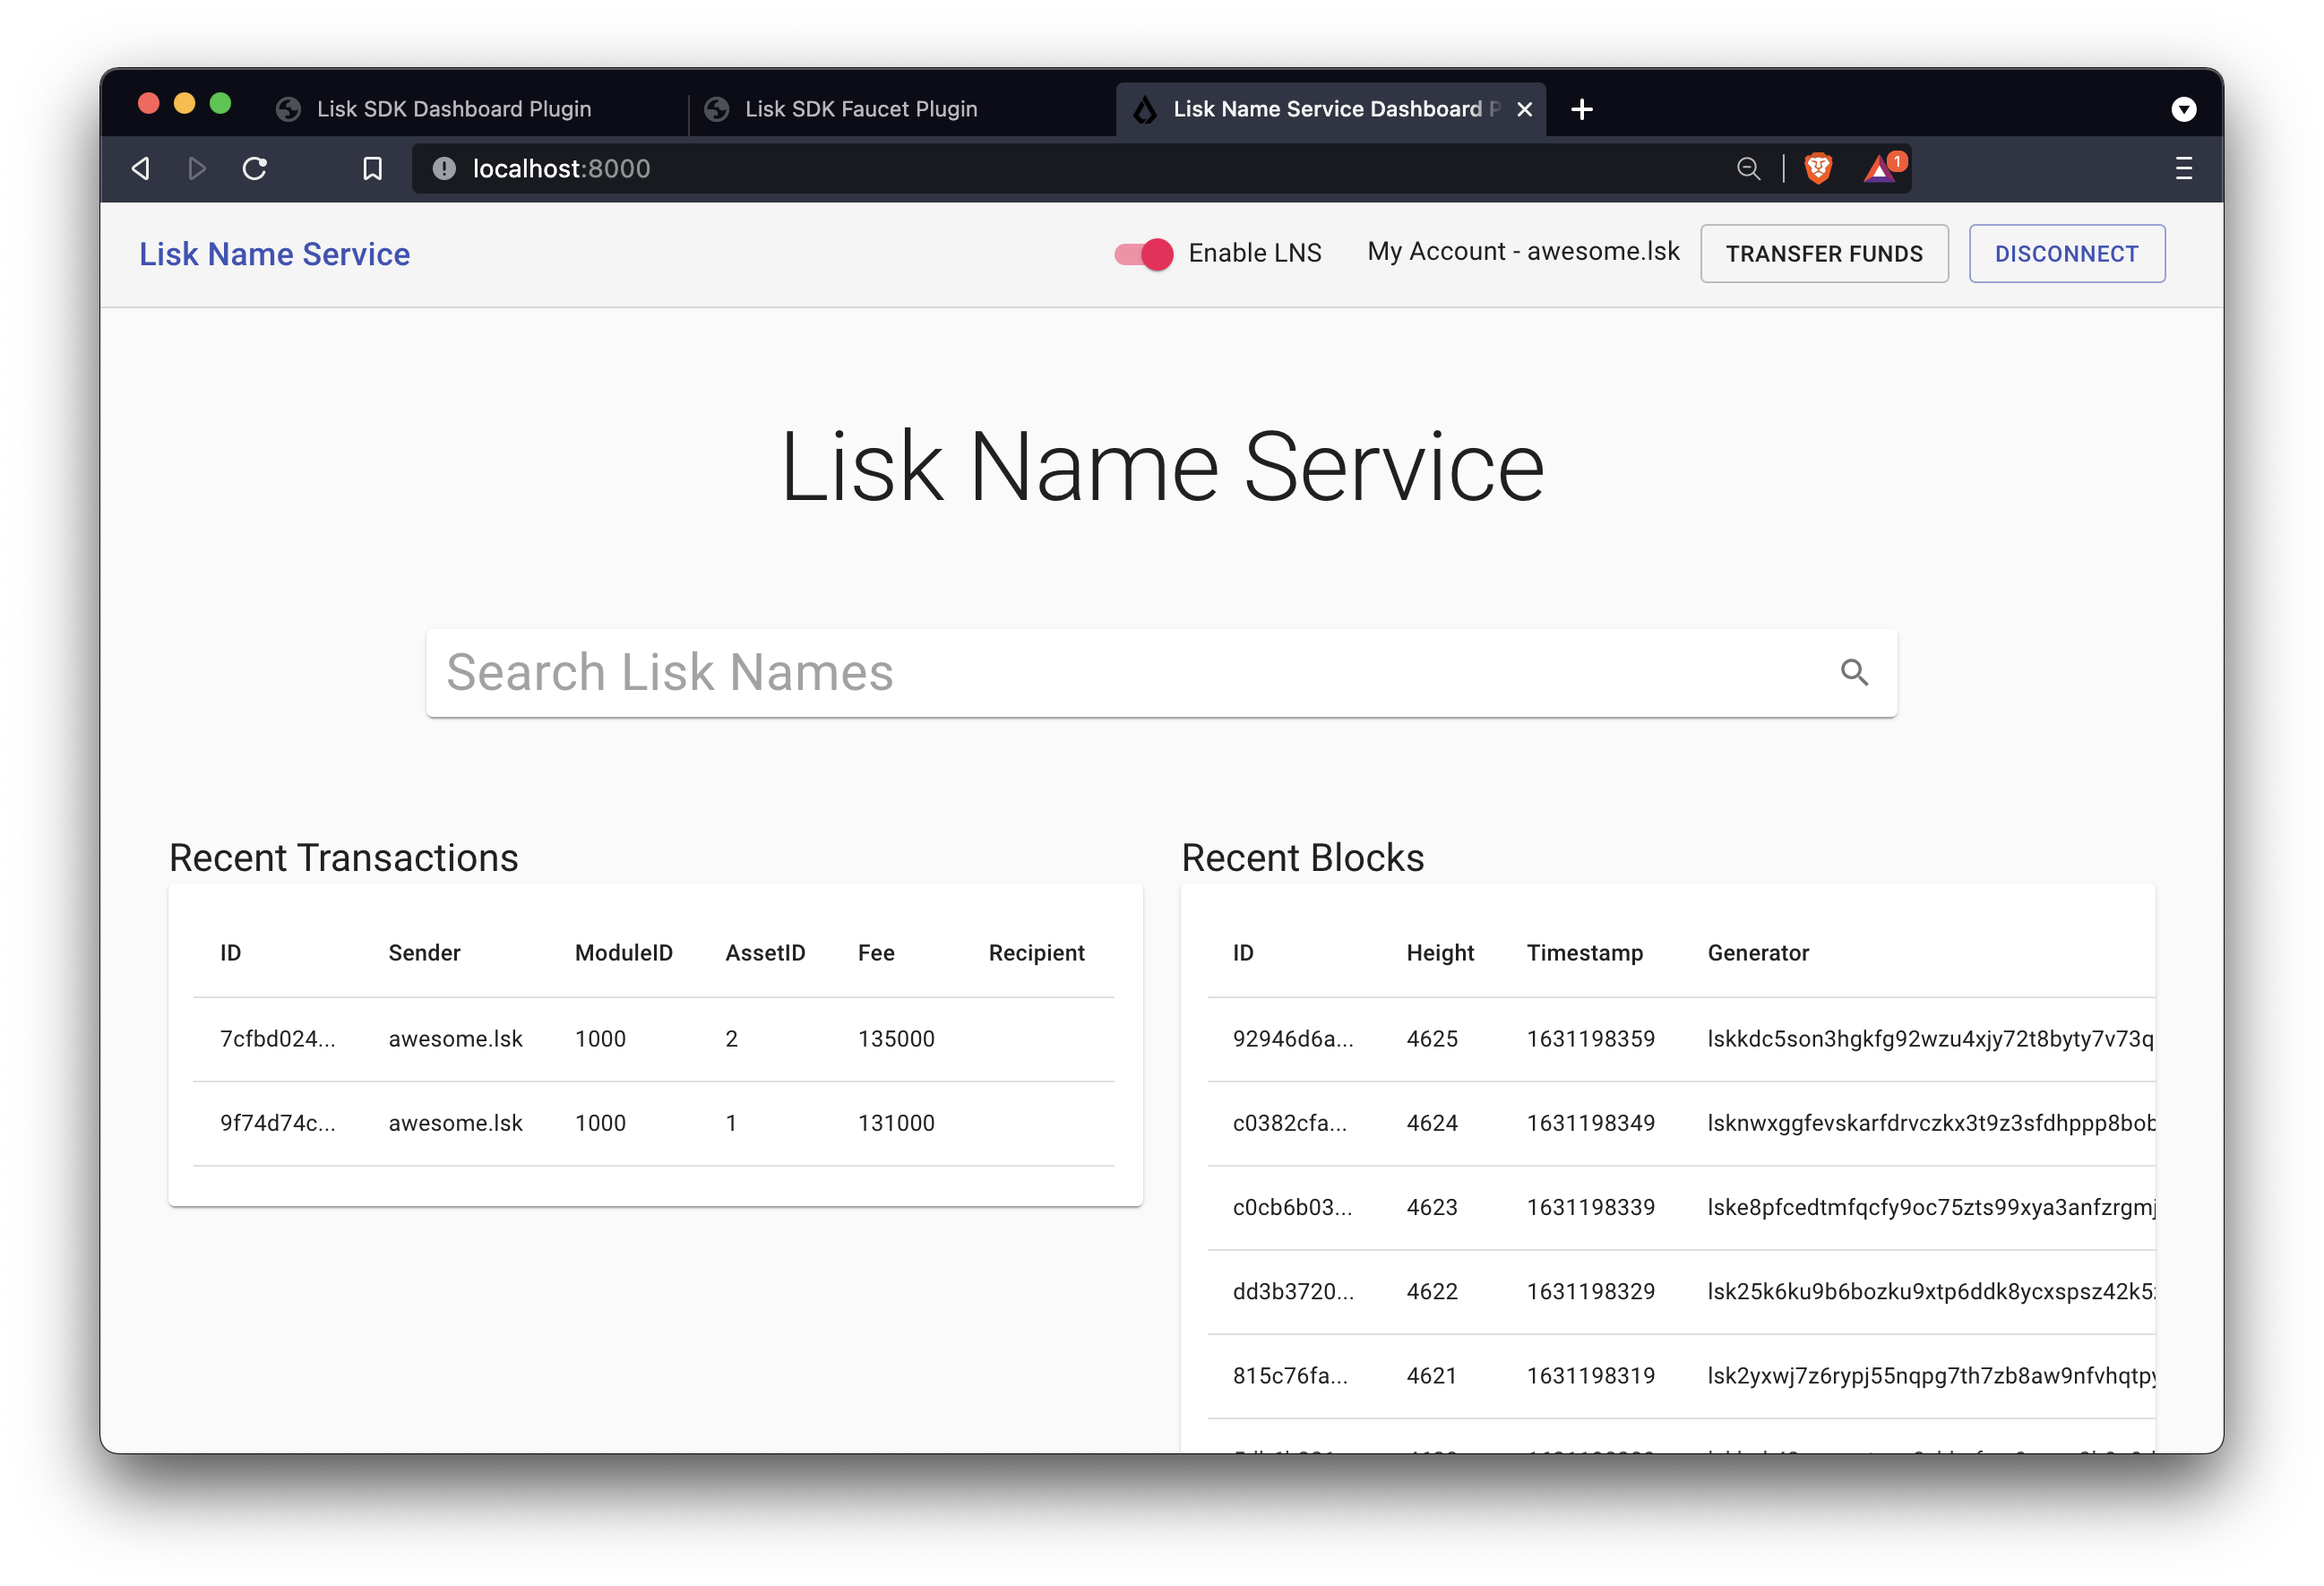 Lisk SDK Dashboard Plugin
Lisk SDK Faucet Plugin
Lisk Name Service Dashboard P
localhost:8000
1
Lisk Name Service
Enable LNS
My Account - awesome.lsk
TRANSFER FUNDS
DISCONNECT
Lisk Name Service
Search Lisk Names
Recent Transactions
ID Sender ModuleID AssetID Fee Recipient
7cfbd024... awesome.lsk 1000 2 135000
9f74d74c... awesome.lsk 1000 1 131000
Recent Blocks
ID Height Timestamp Generator
92946d6a... 4625 1631198359 lskkdc5son3hgkfg92wzu4xjy72t8byty7v73q
c0382cfa... 4624 1631198349 lsknwxggfevskarfdrvczkx3t9z3sfdhppp8bob
c0cb6b03... 4623 1631198339 lske8pfcedtmfqcfy9oc75zts99xya3anfzrgmj
dd3b3720... 4622 1631198329 lsk25k6ku9b6bozku9xtp6ddk8ycxspsz42k5
815c76fa... 4621 1631198319 lsk2yxwj7z6rypj55nqpg7th7zb8aw9nfvhqtpy